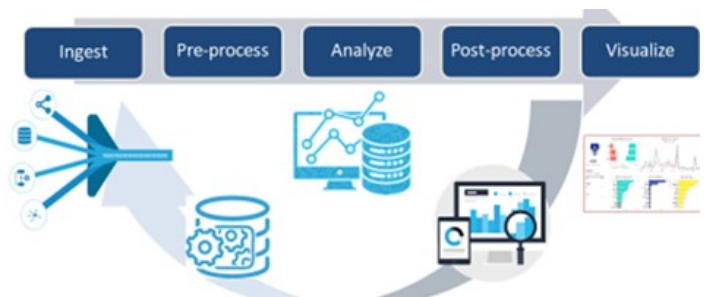 Ingest
Pre-process
Analyze
Post-process
Visualize